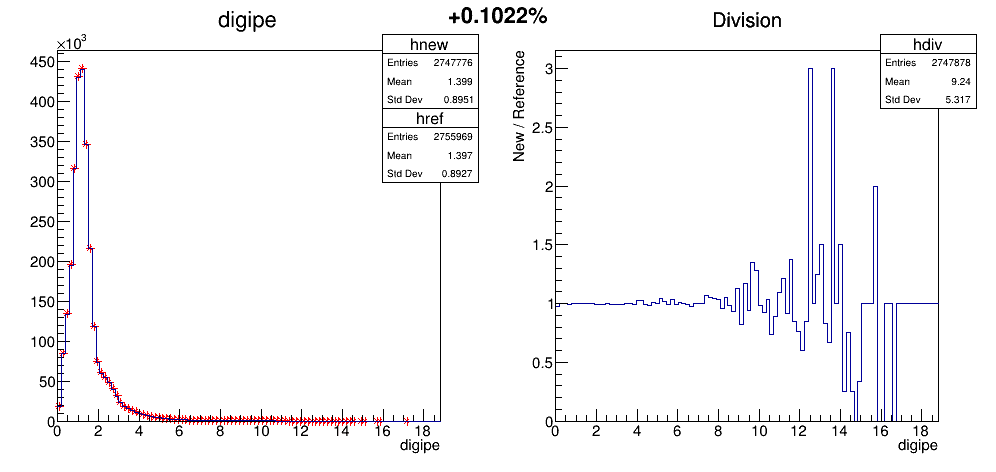 digipe
+0.1022%
Division
×10³
hnew
Entries 2747776
Mean 1.399
Std Dev 0.8951
href
Entries 2755969
Mean 1.397
Std Dev 0.8927
450
400
350
300
250
200
150
100
50
0
0 2 4 6 8 10 12 14 16 18
digipe
hdiv
Entries 2747878
Mean 9.24
Std Dev 5.317
New / Reference
3
2.5
2
1.5
1
0.5
0
0 2 4 6 8 10 12 14 16 18
digipe